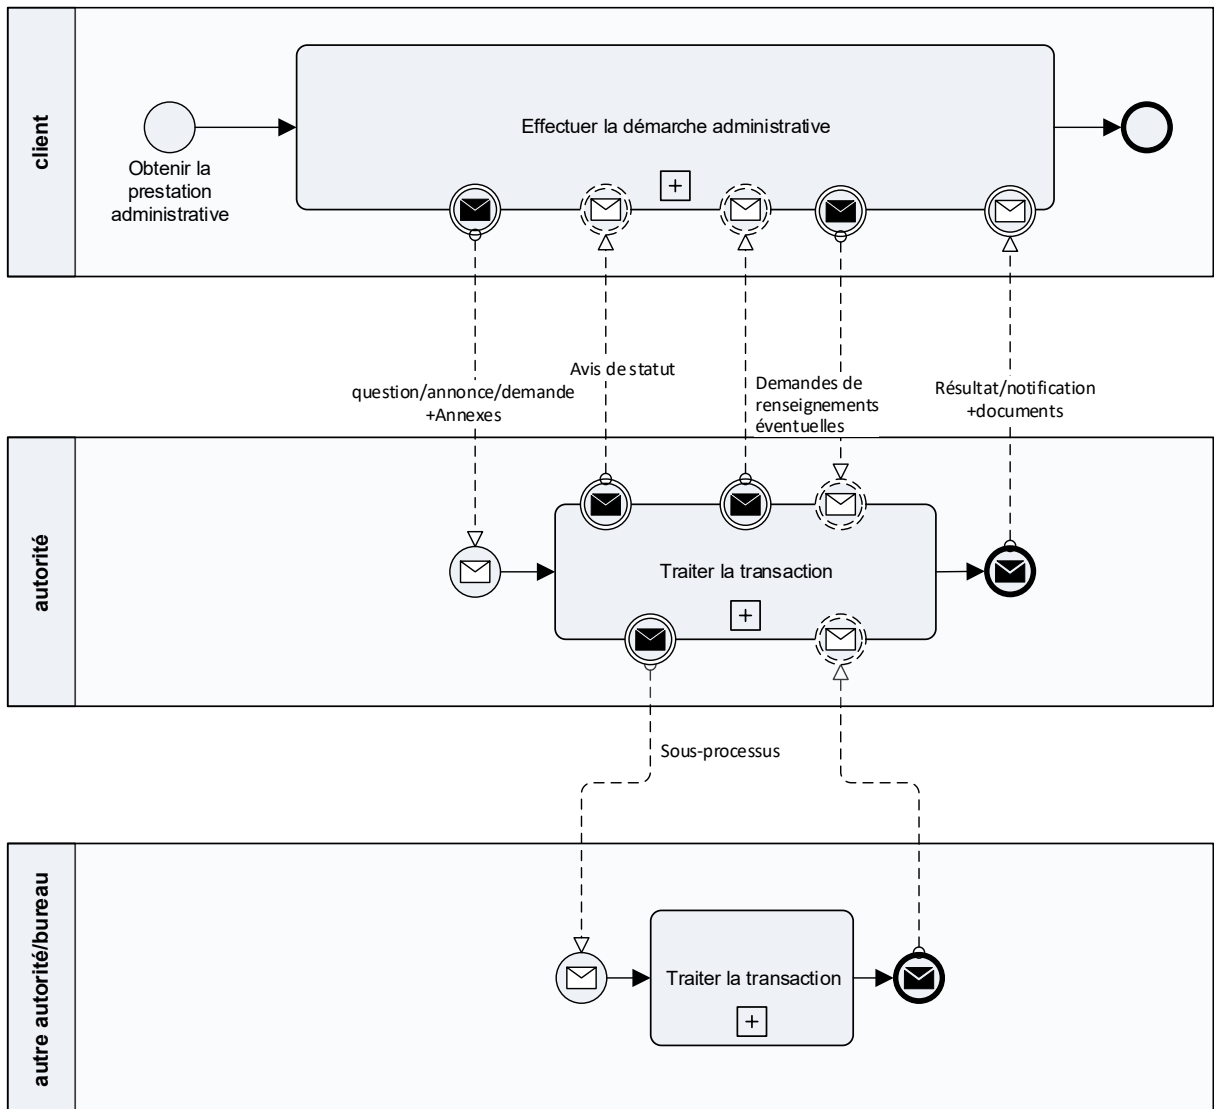 client
Effectuer la démarche administrative
Obtenir la
prestation
administrative
Avis de statut
question/annonce/demande
+Annexes
Demandes de
renseignements
éventuelles
Résultat/notification
+documents
autorité
Traiter la transaction
Sous-processus
autre autorité/bureau
Traiter la transaction